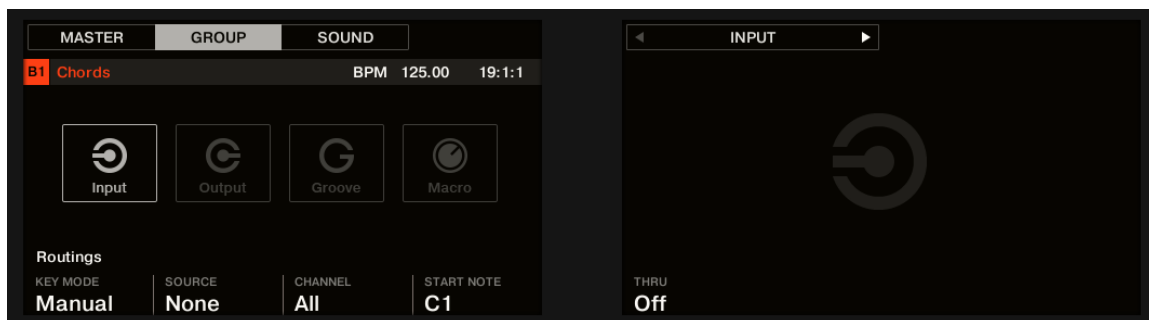 MASTER GROUP SOUND
B1 Chords BPM 125.00 19:1:1
Input Output Groove Macro
Routings
KEY MODE SOURCE CHANNEL START NOTE
Manual None All C1
INPUT
THRU
Off